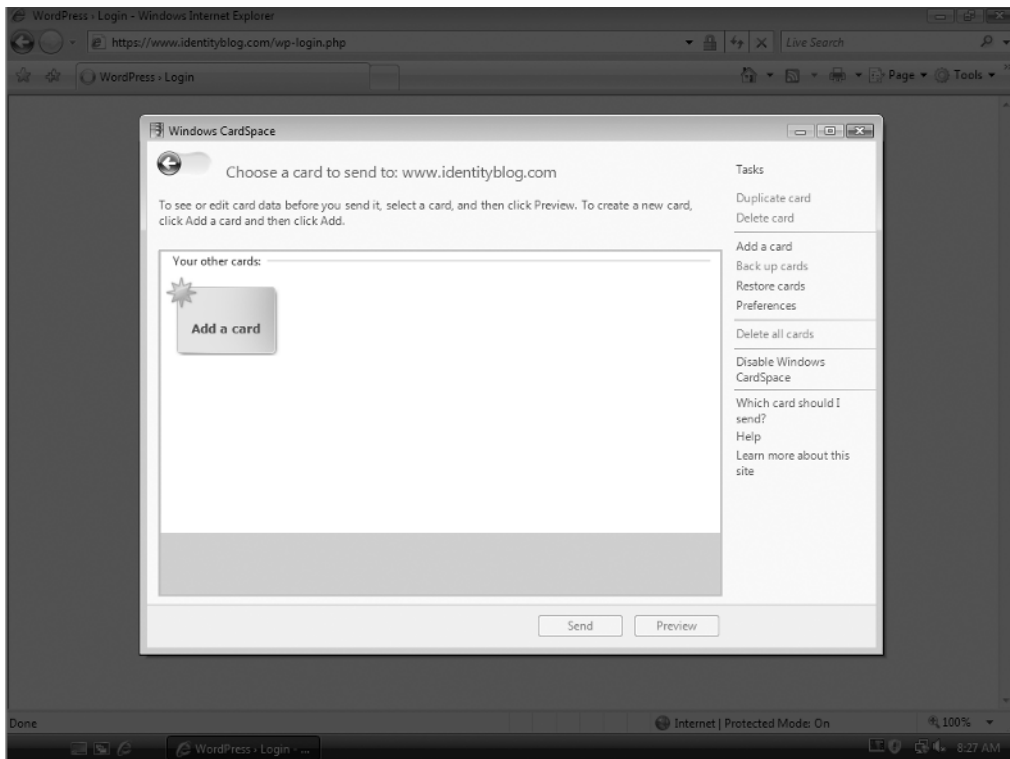 WordPress › Login - Windows Internet Explorer
https://www.identityblog.com/wp-login.php
Live Search
WordPress › Login
Page
Tools
Windows CardSpace
Choose a card to send to: www.identityblog.com
To see or edit card data before you send it, select a card, and then click Preview. To create a new card,
click Add a card and then click Add.
Your other cards:
Add a card
Tasks
Duplicate card
Delete card
Add a card
Back up cards
Restore cards
Preferences
Delete all cards
Disable Windows
CardSpace
Which card should I
send?
Help
Learn more about this
site
Send
Preview
Done
Internet | Protected Mode: On
100%
WordPress › Login - ...
8:27 AM